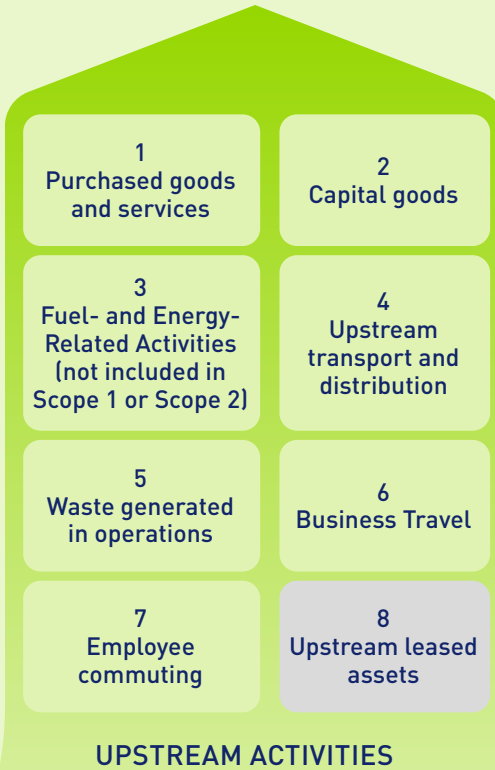 1
Purchased goods
and services
2
Capital goods
3
Fuel- and Energy-
Related Activities
(not included in
Scope 1 or Scope 2)
4
Upstream
transport and
distribution
5
Waste generated
in operations
6
Business Travel
7
Employee
commuting
8
Upstream leased
assets
UPSTREAM ACTIVITIES